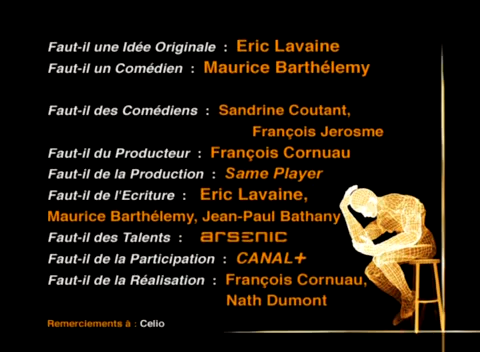 Faut-il une Idée Originale : Eric Lavaine
Faut-il un Comédien : Maurice Barthélemy
Faut-il des Comédiens : Sandrine Coutant,
François Jerosme
Faut-il du Producteur : François Cornuau
Faut-il de la Production : Same Player
Faut-il de l'Ecriture : Eric Lavaine,
Maurice Barthélemy, Jean-Paul Bathany
Faut-il des Talents : arsenic
Faut-il de la Participation : CANAL+
Faut-il de la Réalisation : François Cornuau,
Nath Dumont
Remerciements à : Celio